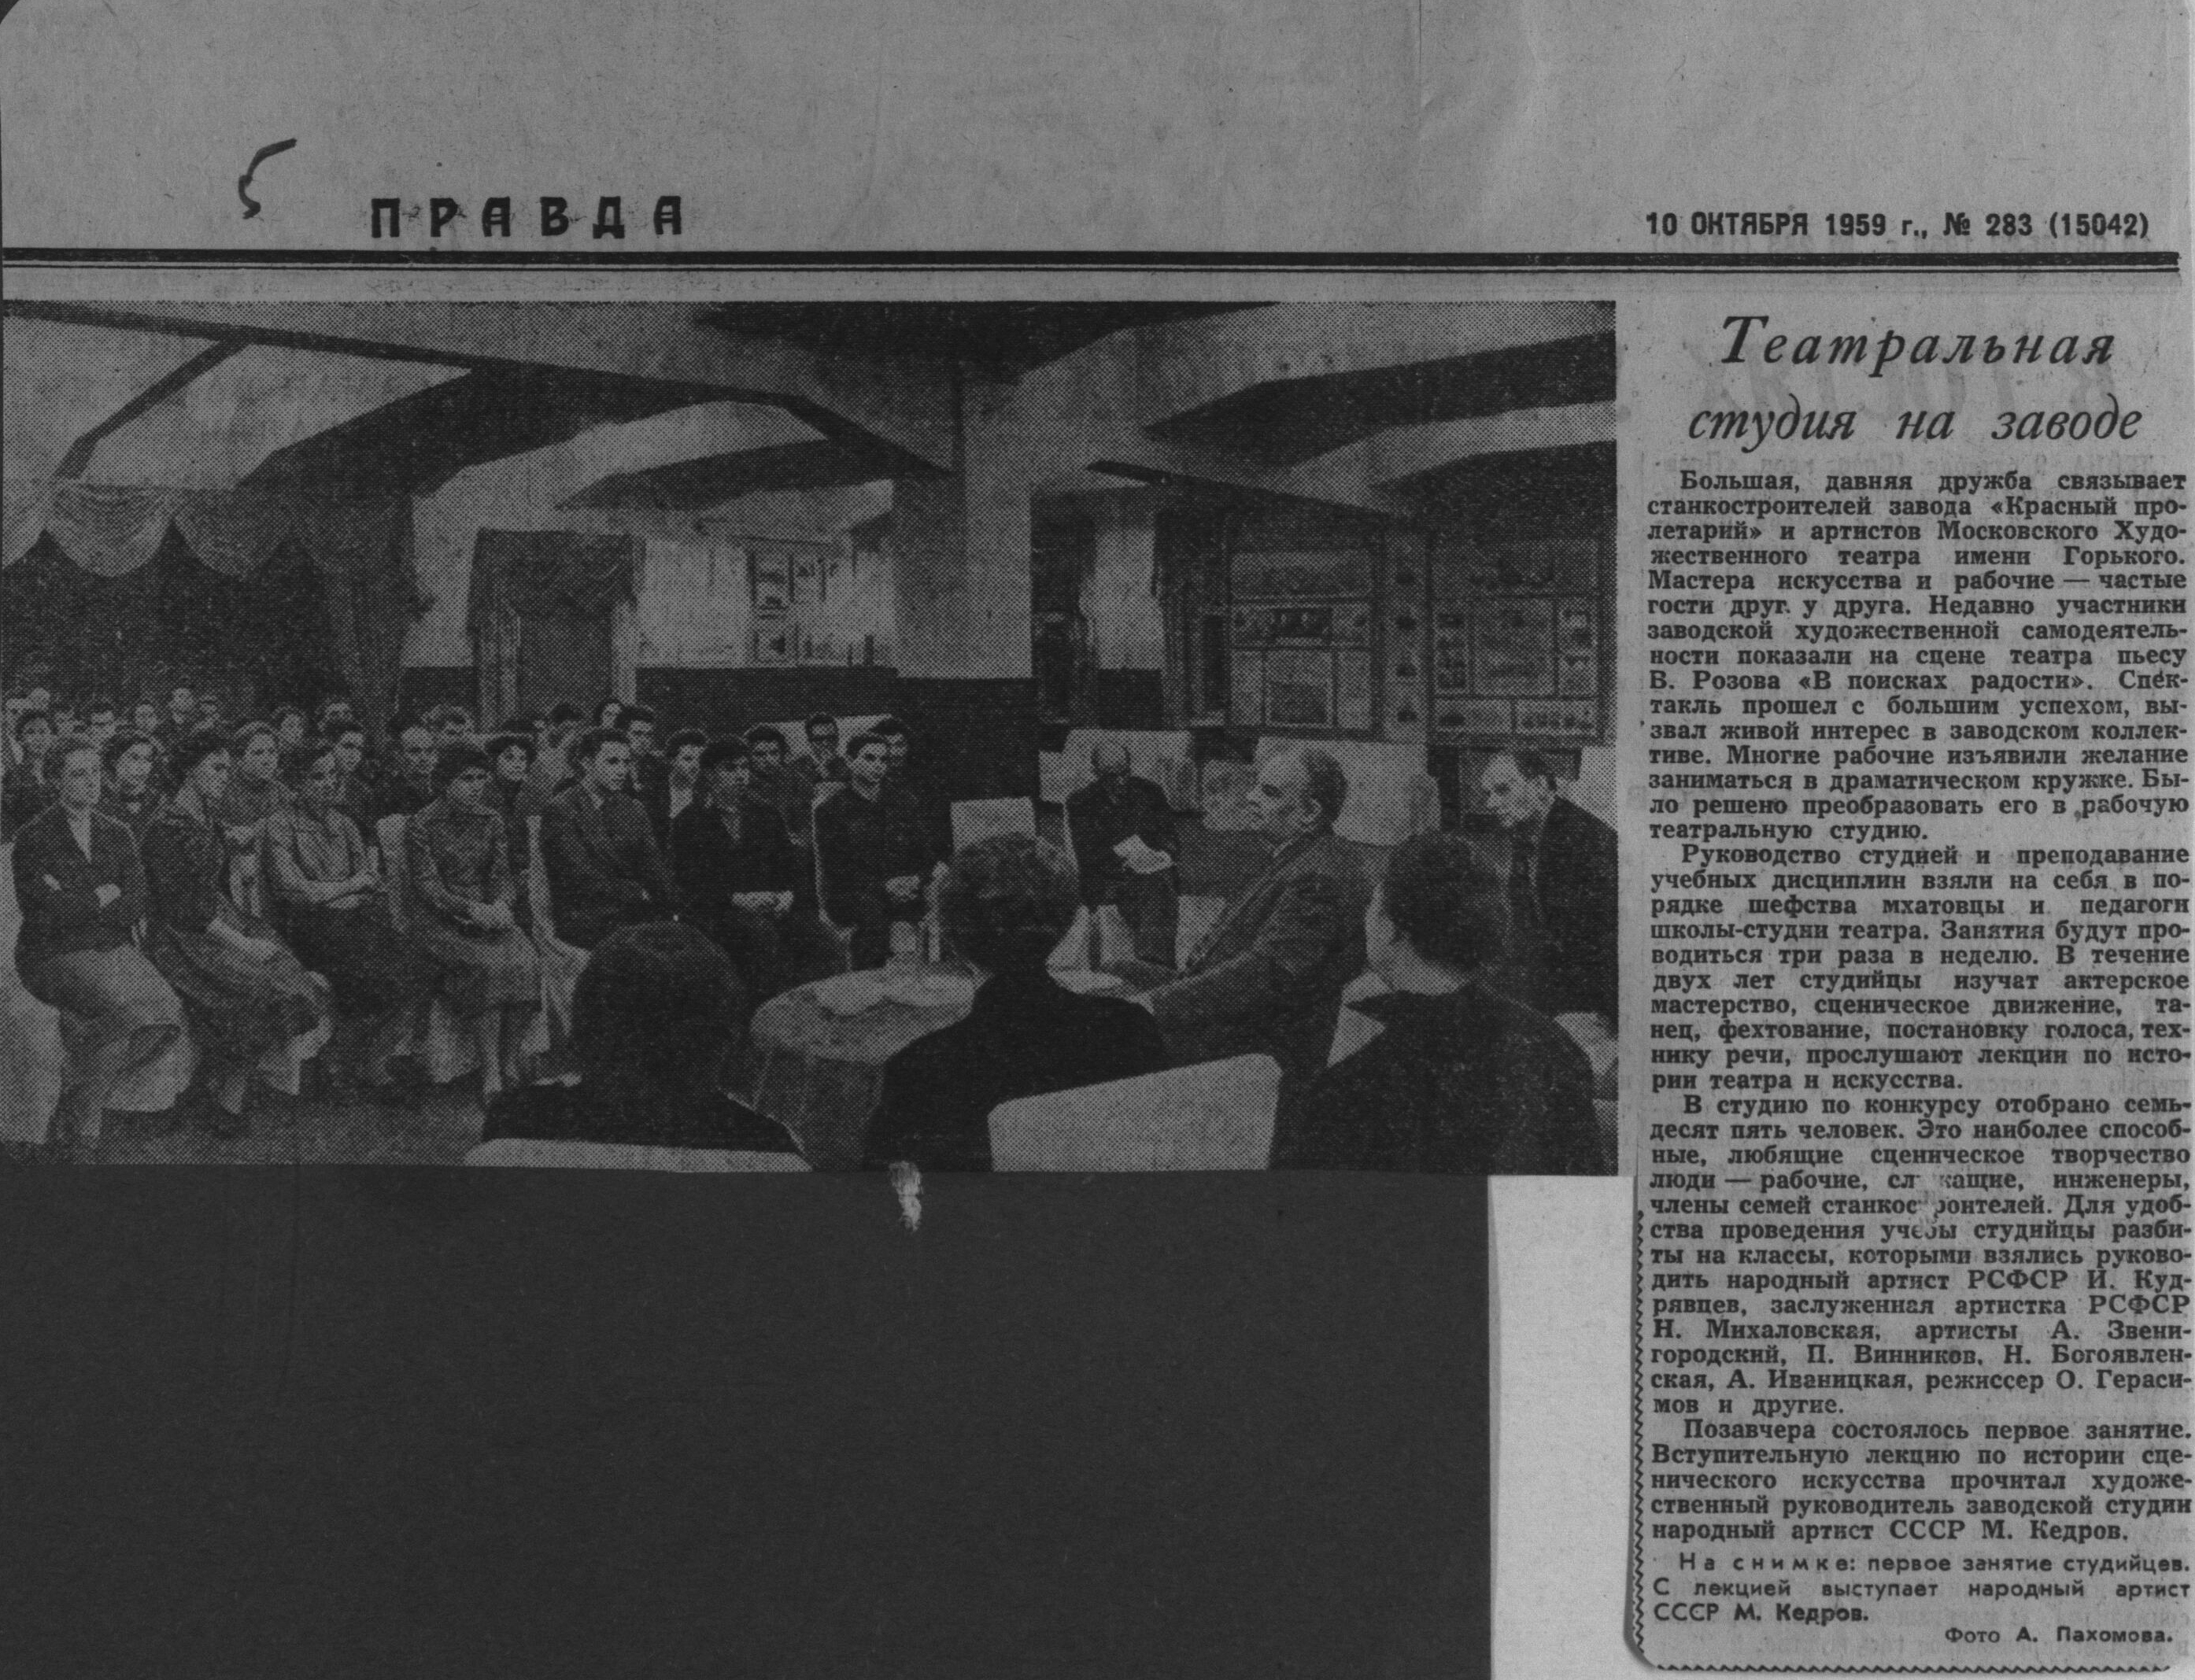 ПРАВДА
10 ОКТЯБРЯ 1959 г., № 283 (15042)
Театральная
студия на заводе
Большая, давняя дружба связывает
станкостроителей завода «Красный про-
летарий» и артистов Московского Худо-
жественного театра имени Горького.
Мастера искусства и рабочие — частые
гости друг у друга. Недавно участники
заводской художественной самодеятель-
ности показали на сцене театра пьесу
В. Розова «В поисках радости». Спек-
такль прошел с большим успехом, вы-
звал живой интерес в заводском коллек-
тиве. Многие рабочие изъявили желание
заниматься в драматическом кружке. Бы-
ло решено преобразовать его в рабочую
театральную студию.
Руководство студией и преподавание
учебных дисциплин взяли на себя в по-
рядке шефства мхатовцы и педагоги
школы-студии театра. Занятия будут про-
водиться три раза в неделю. В течение
двух лет студийцы изучат актерское
мастерство, сценическое движение, та-
нец, фехтование, постановку голоса, тех-
нику речи, прослушают лекции по исто-
рии театра и искусства.
В студию по конкурсу отобрано семь-
десят пять человек. Это наиболее способ-
ные, любящие сценическое творчество
люди — рабочие, служащие, инженеры,
члены семей станкостроителей. Для удоб-
ства проведения учебы студийцы разби-
ты на классы, которыми взялись руково-
дить народный артист РСФСР И. Куд-
рявцев, заслуженная артистка РСФСР
Н. Михаловская, артисты А. Звени-
городский, П. Винников, Н. Богоявлен-
ская, А. Иваницкая, режиссер О. Гераси-
мов и другие.
Позавчера состоялось первое занятие.
Вступительную лекцию по истории сце-
нического искусства прочитал художе-
ственный руководитель заводской студии
народный артист СССР М. Кедров.
На снимке: первое занятие студийцев.
С лекцией выступает народный артист
СССР М. Кедров.
Фото А. Пахомова.